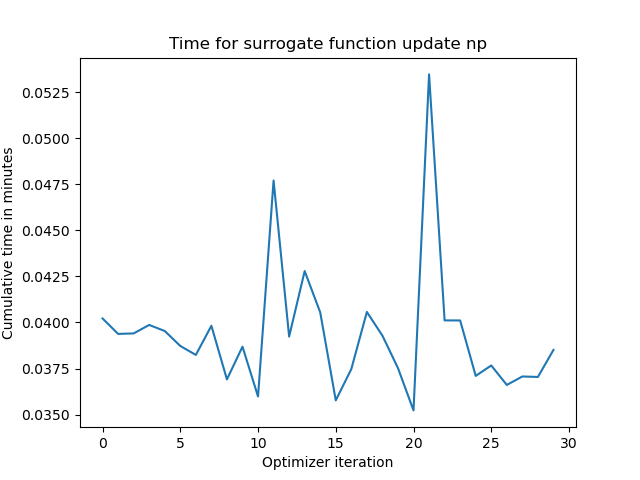 Time for surrogate function update np
Cumulative time in minutes
0.0525
0.0500
0.0475
0.0450
0.0425
0.0400
0.0375
0.0350
0 5 10 15 20 25 30
Optimizer iteration